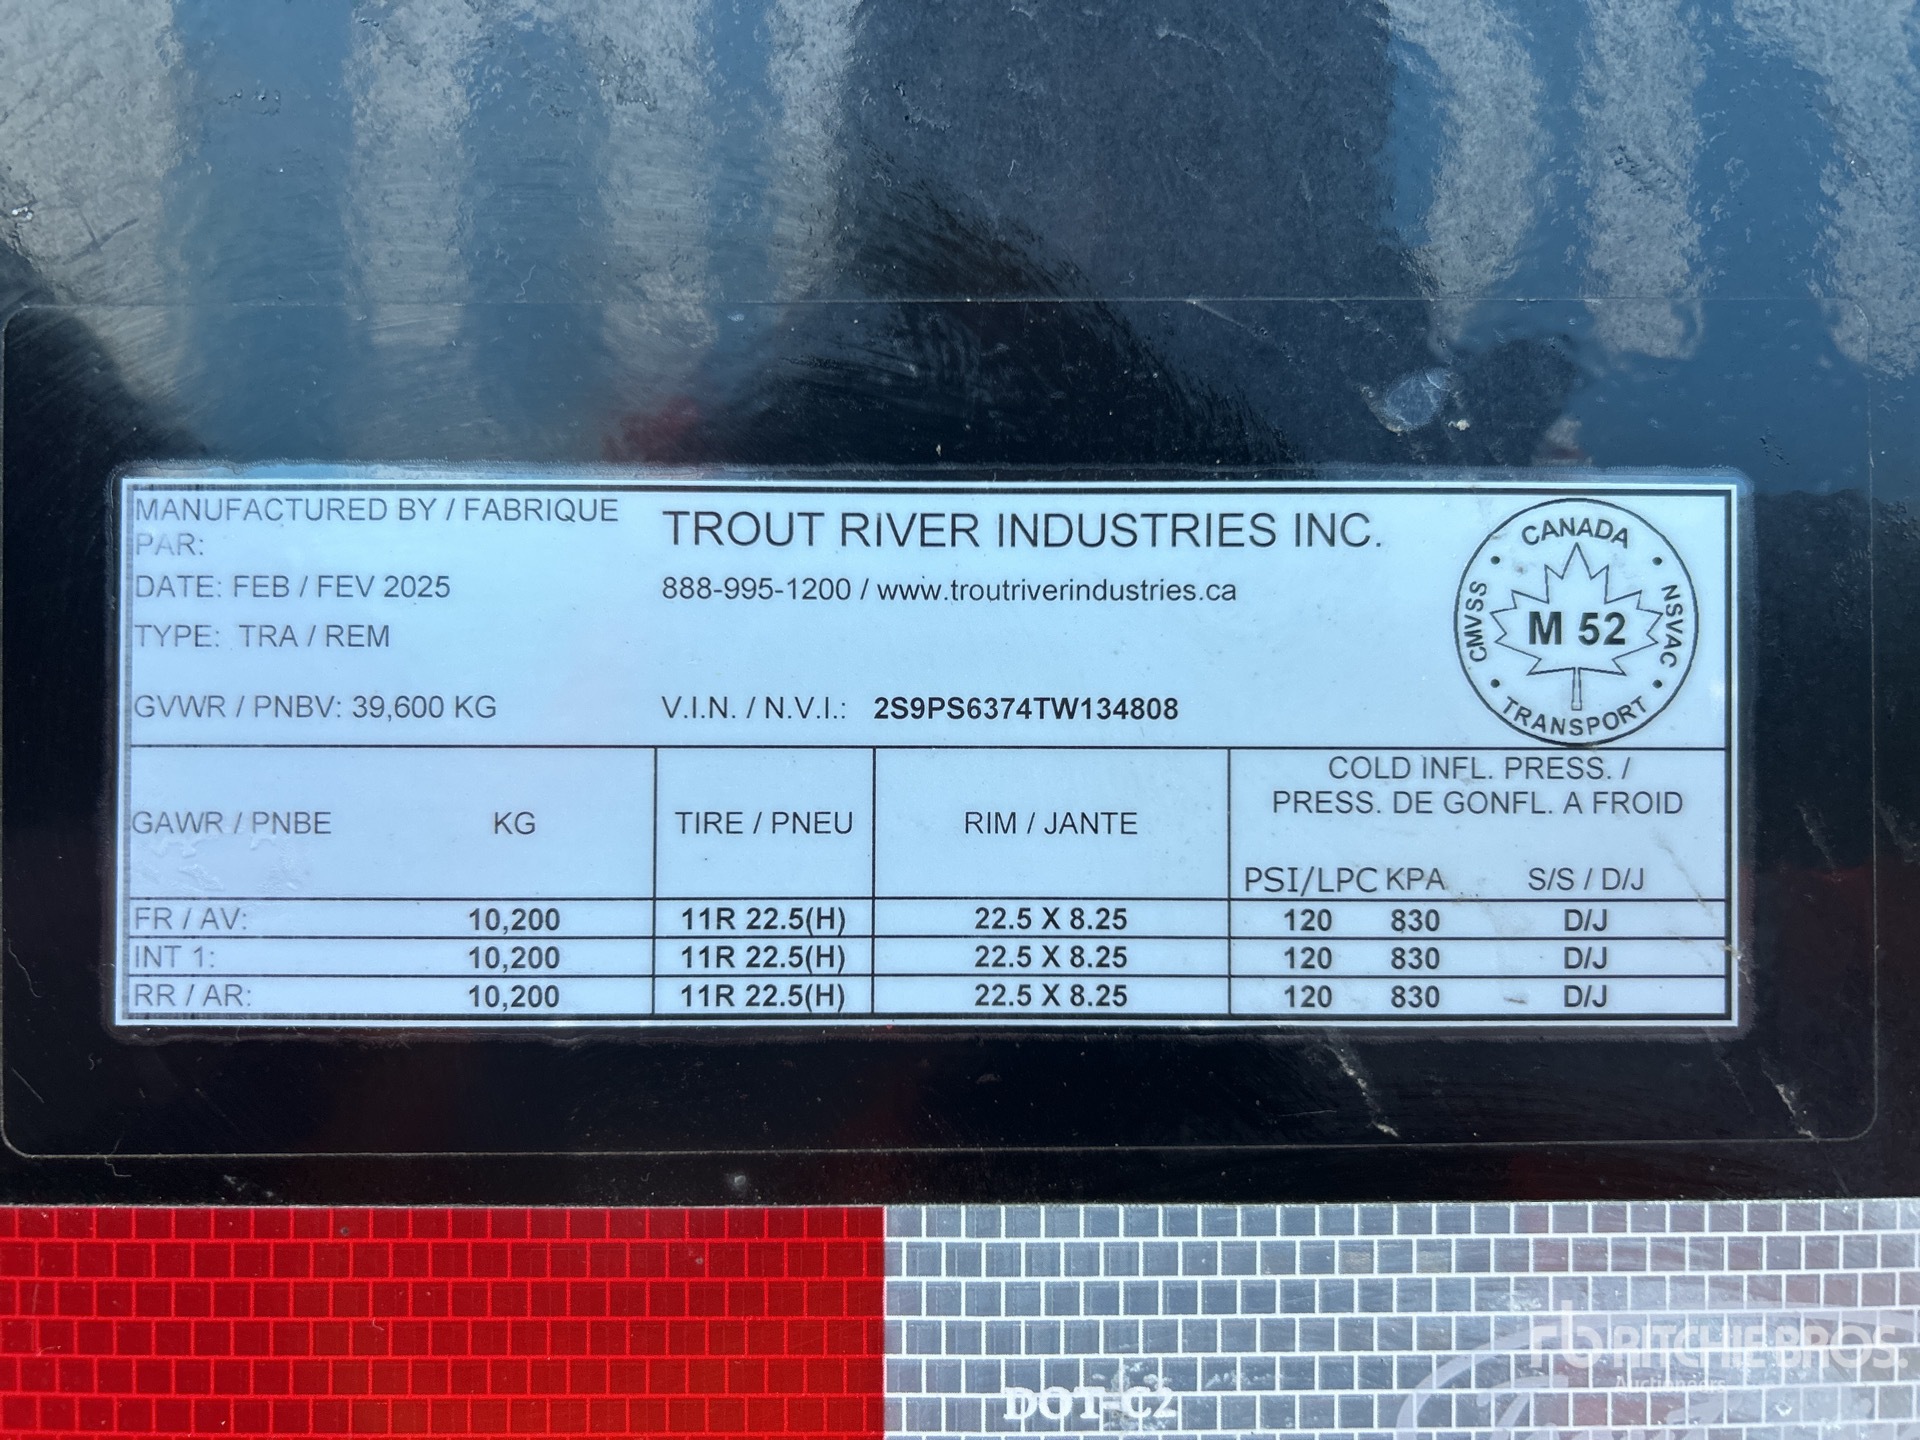 MANUFACTURED BY / FABRIQUE
PAR:
TROUT RIVER INDUSTRIES INC.
DATE: FEB / FEV 2025
888-995-1200 / www.troutriverindustries.ca
TYPE: TRA / REM
GVWR / PNBV: 39,600 KG
V.I.N. / N.V.I.: 2S9PS6374TW134808
CANADA
CMVSS
M 52
NSVAC
TRANSPORT
GAWR / PNBE KG TIRE / PNEU RIM / JANTE
COLD INFL. PRESS. /
PRESS. DE GONFL. A FROID
PSI/LPC KPA S/S / D/J
FR / AV: 10,200 11R 22.5(H) 22.5 X 8.25 120 830 D/J
INT 1: 10,200 11R 22.5(H) 22.5 X 8.25 120 830 D/J
RR / AR: 10,200 11R 22.5(H) 22.5 X 8.25 120 830 D/J
DOT-C2
rb RITCHIE BROS.
Auctioneers